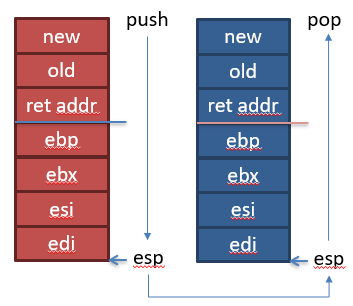 push
new
old
ret addr
ebp
ebx
esi
edi
esp
pop
new
old
ret addr
ebp
ebx
esi
edi
esp